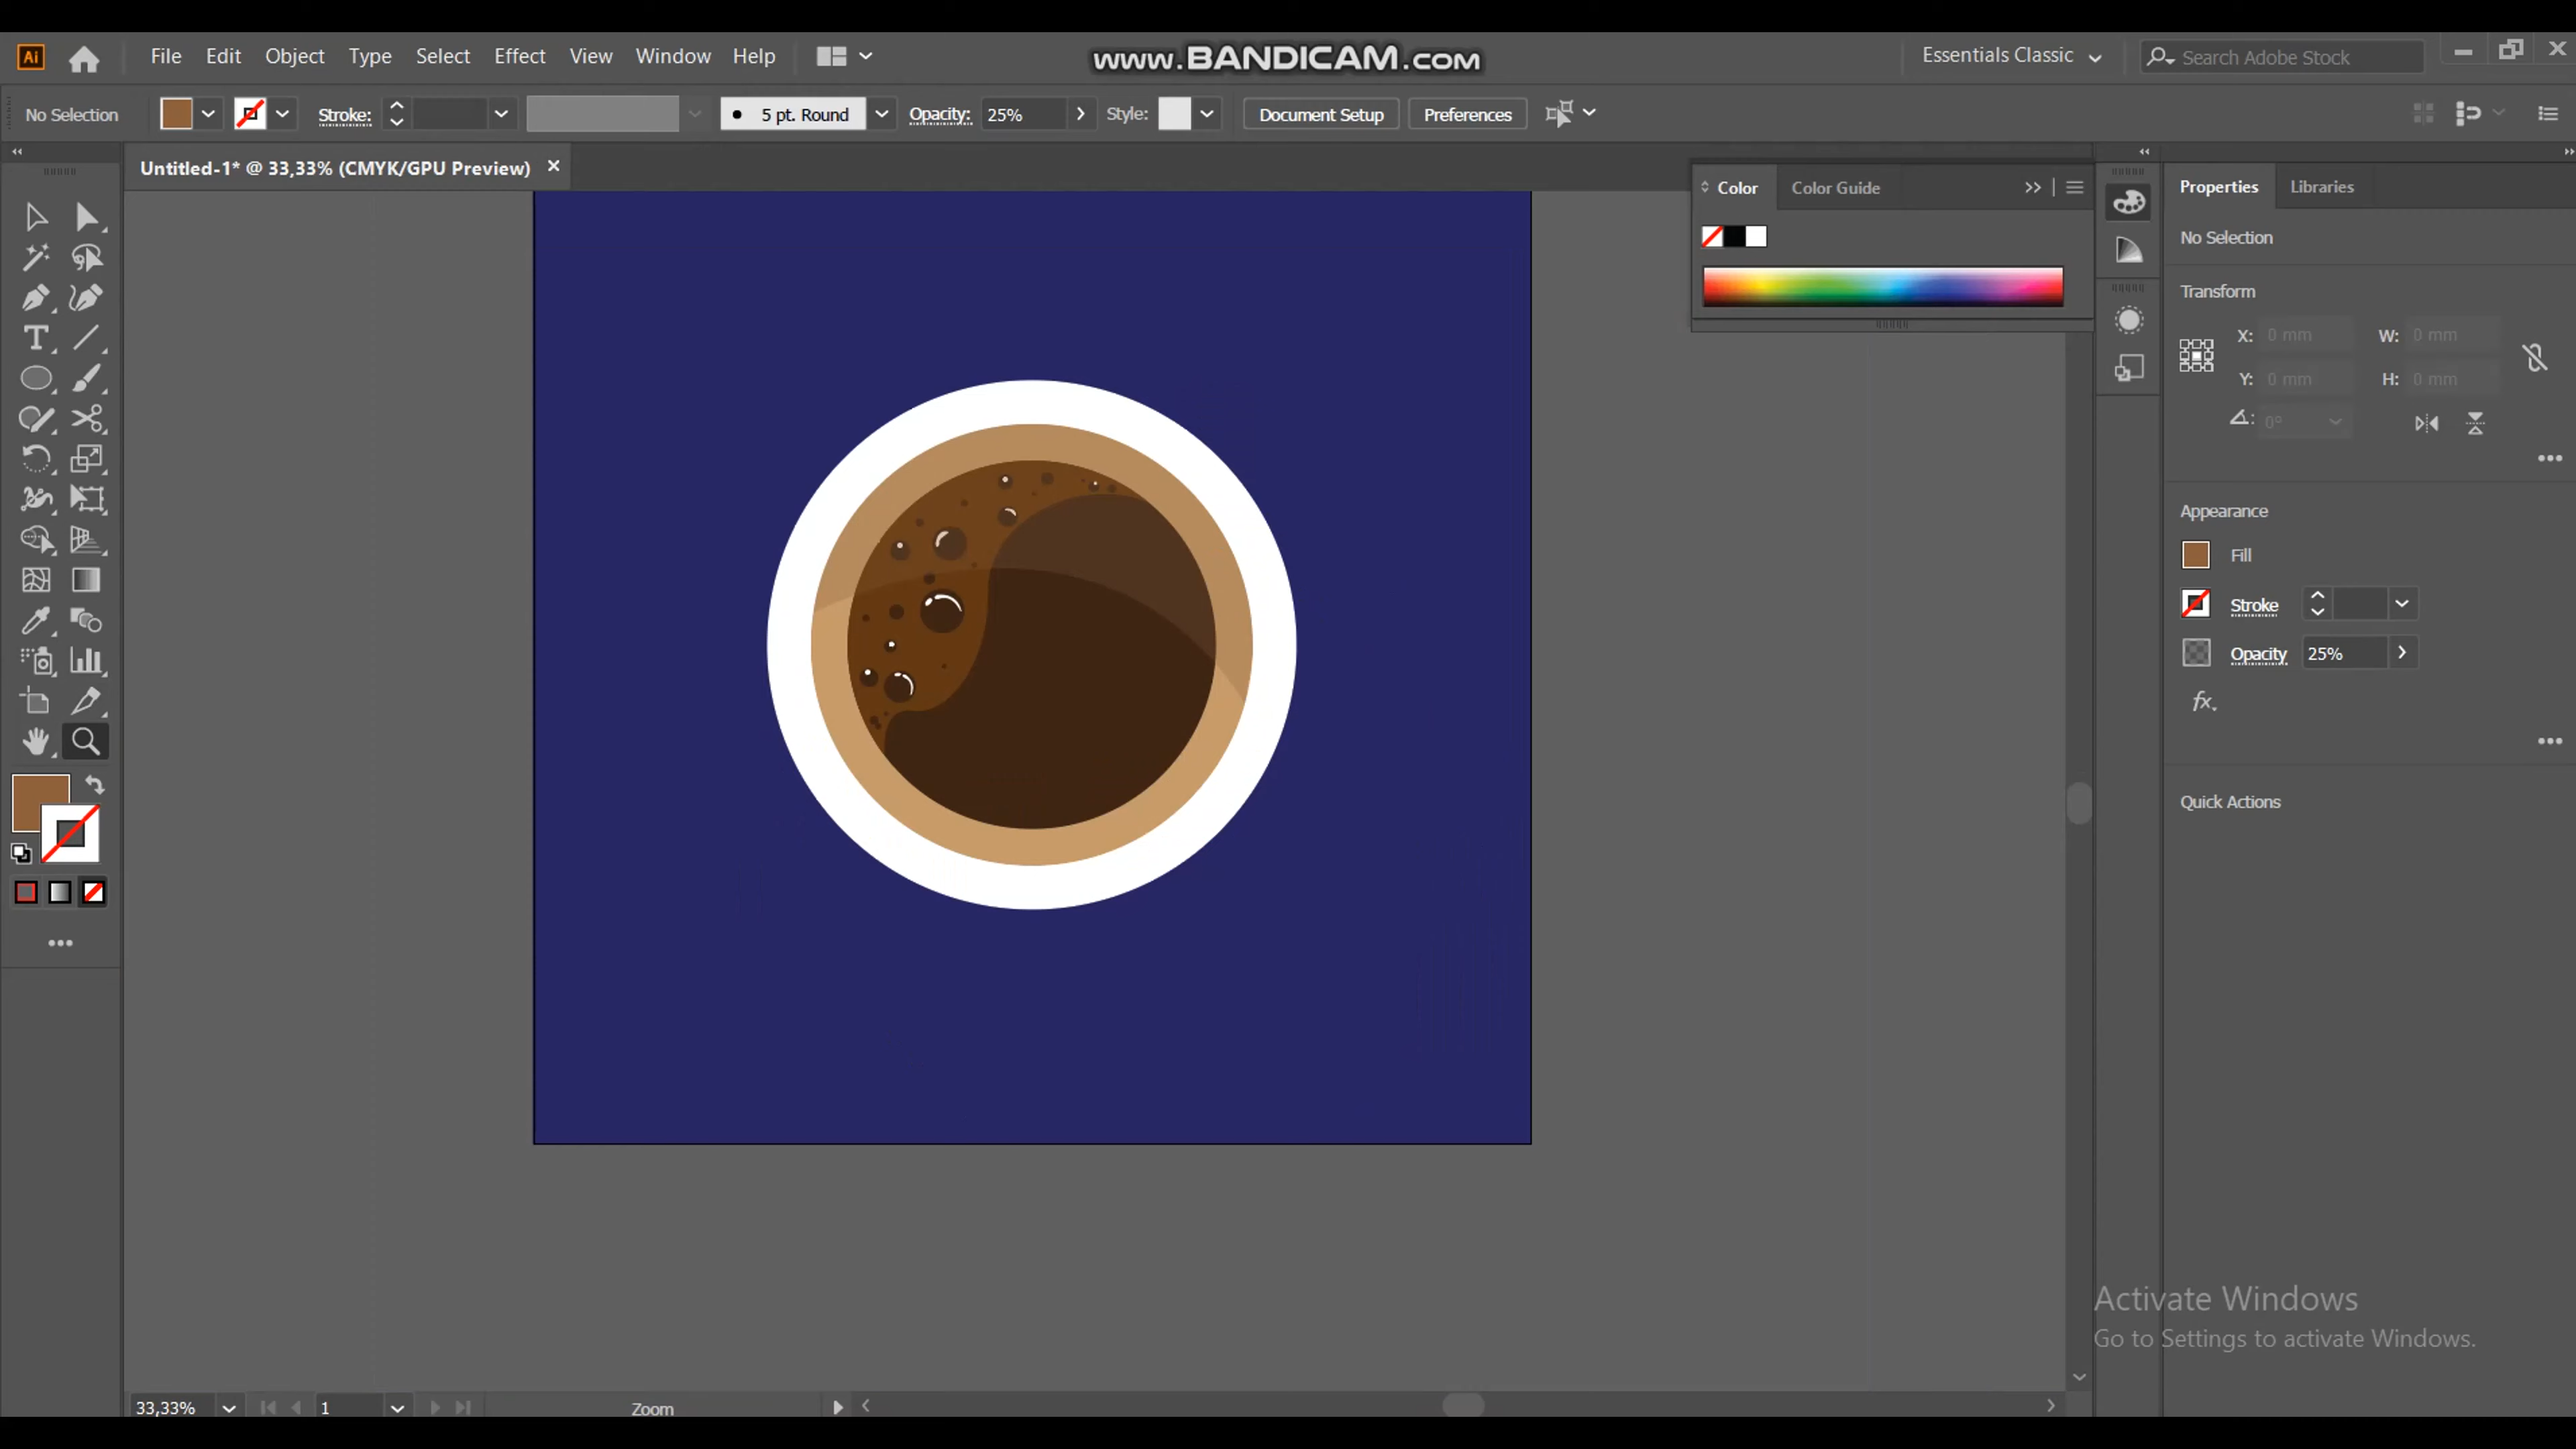 Ai File Edit Object Type Select Effect View Window Help www.BANDICAM.com Essentials Classic Search Adobe Stock
No Selection Stroke: 5 pt. Round Opacity: 25% Style: Document Setup Preferences
Untitled-1* @ 33,33% (CMYK/GPU Preview)
Color Color Guide
Properties Libraries
No Selection
Transform
X: 0 mm W: 0 mm
Y: 0 mm H: 0 mm
0°
Appearance
Fill
Stroke
Opacity 25%
fx
Quick Actions
Activate Windows
Go to Settings to activate Windows.
33,33% 1 Zoom